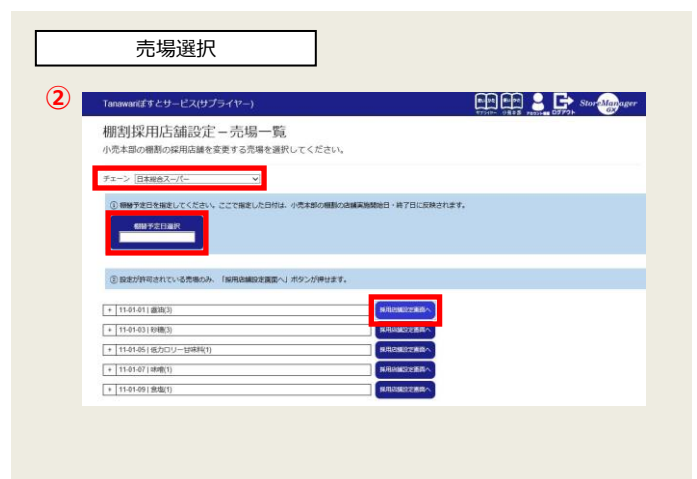 売場選択
②
Tanawariぽすとサービス(サプライヤー)
StoreManager
GX
ログアウト
棚割採用店舗設定－売場一覧
小売本部の棚割の採用店舗を変更する売場を選択してください。
チェーン 日本総合スーパー
① 棚替予定日を指定してください。ここで指定した日付は、小売本部の棚割の店舗実施開始日・終了日に反映されます。
棚替予定日選択
② 設定が許可されている売場のみ、「採用店舗設定画面へ」ボタンが押せます。
+ 11-01-01 | 醤油(3) 採用店舗設定画面へ
+ 11-01-03 | 砂糖(3) 採用店舗設定画面へ
+ 11-01-05 | 低カロリー甘味料(1) 採用店舗設定画面へ
+ 11-01-07 | 味噌(1) 採用店舗設定画面へ
+ 11-01-09 | 食塩(1) 採用店舗設定画面へ